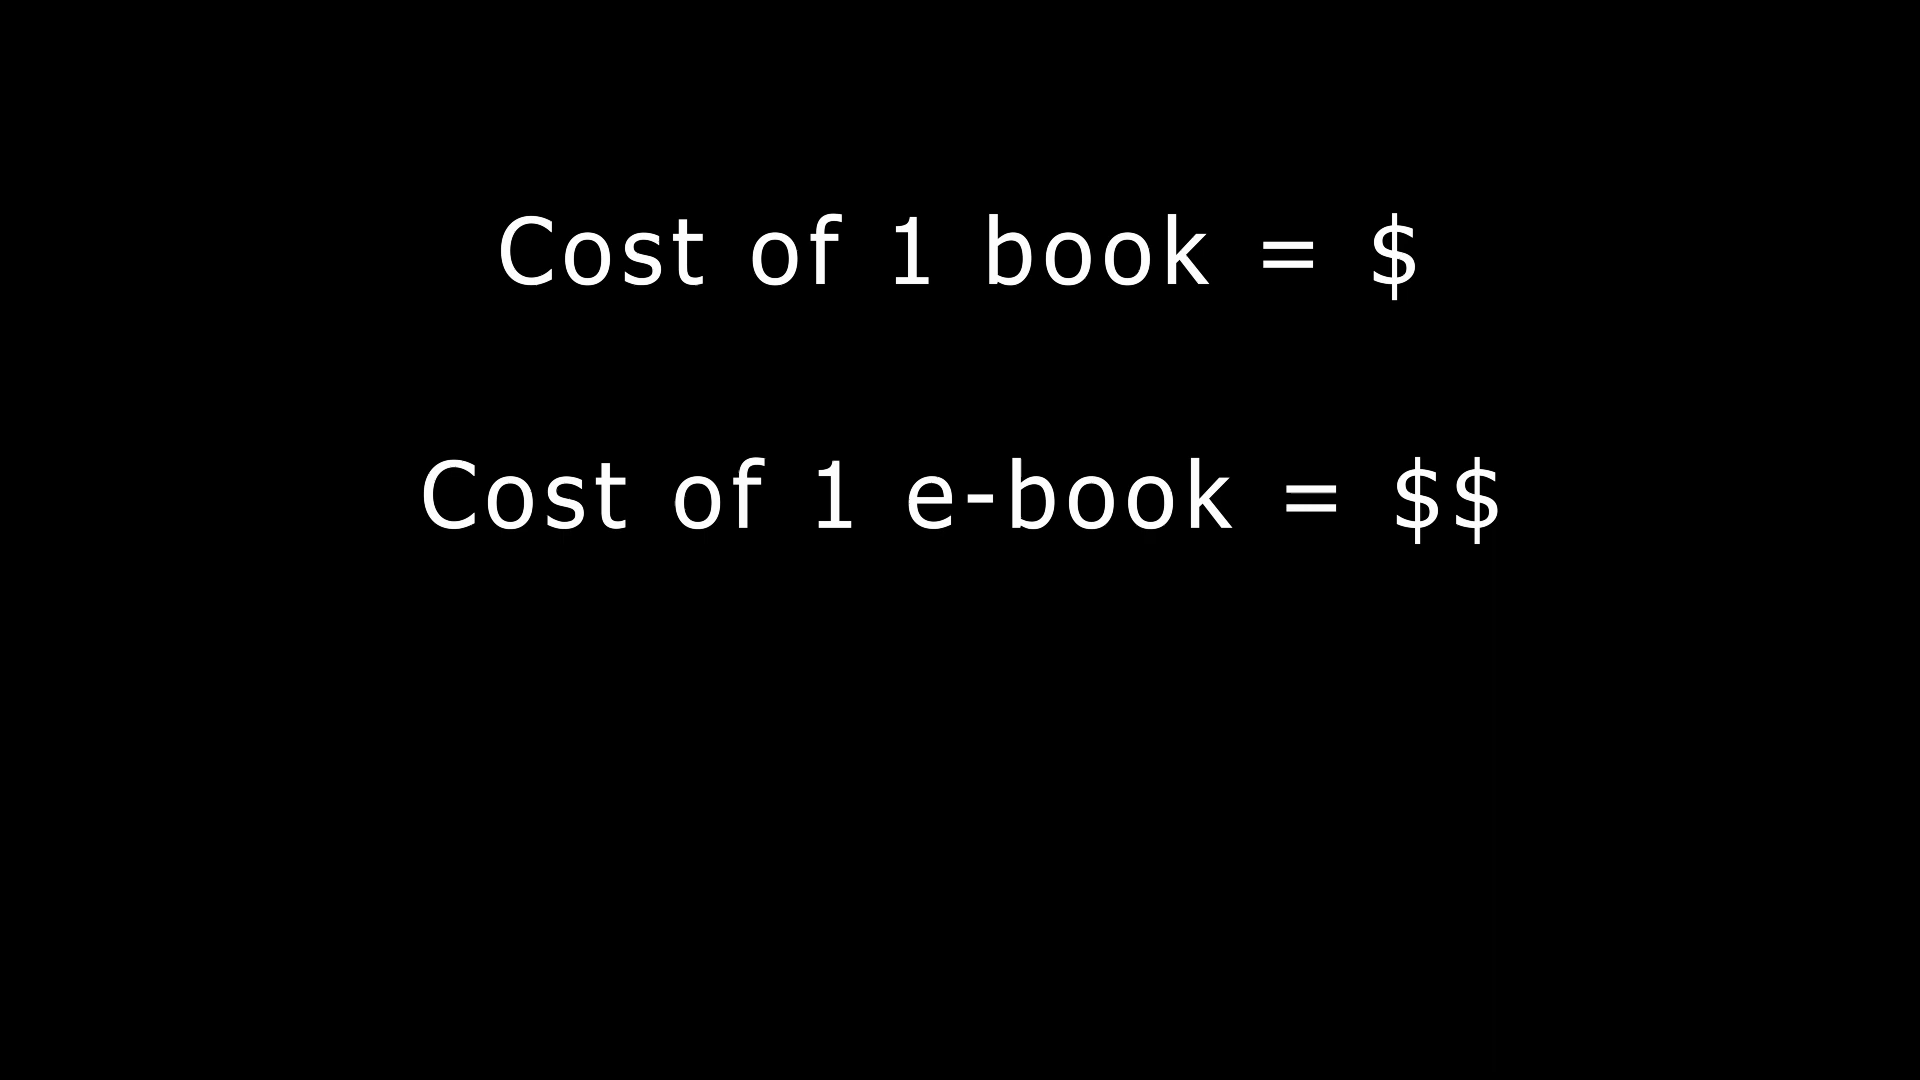 Cost of 1 book = $
Cost of 1 e-book = $$